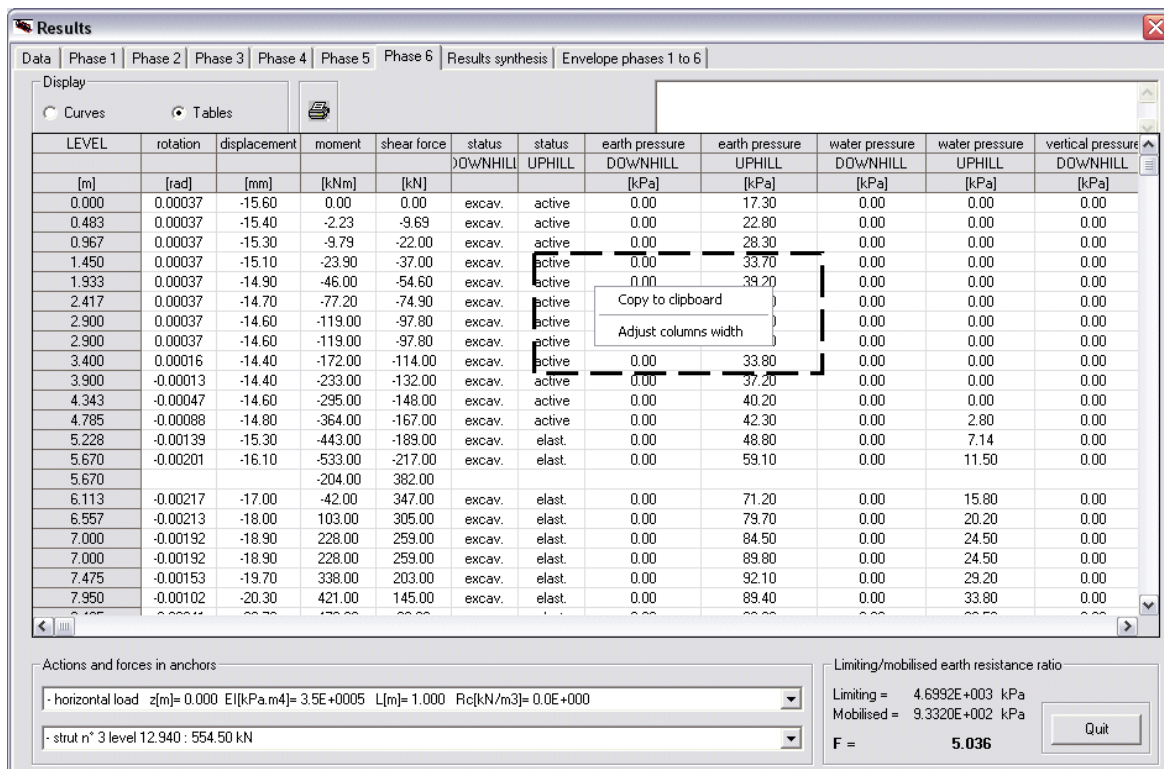 Results
Data Phase 1 Phase 2 Phase 3 Phase 4 Phase 5 Phase 6 Results synthesis Envelope phases 1 to 6
Display
Curves Tables
LEVEL rotation displacement moment shear force status status earth pressure earth pressure water pressure water pressure vertical pressure
DOWNHILL UPHILL DOWNHILL UPHILL DOWNHILL UPHILL DOWNHILL
[m] [rad] [mm] [kNm] [kN] [kPa] [kPa] [kPa] [kPa] [kPa]
0.000 0.00037 -15.60 0.00 0.00 excav. active 0.00 17.30 0.00 0.00 0.00
0.483 0.00037 -15.40 -2.23 -9.69 excav. active 0.00 22.80 0.00 0.00 0.00
0.967 0.00037 -15.30 -9.79 -22.00 excav. active 0.00 28.30 0.00 0.00 0.00
1.450 0.00037 -15.10 -23.90 -37.00 excav. active 0.00 33.70 0.00 0.00 0.00
1.933 0.00037 -14.90 -46.00 -54.60 excav. active 0.00 39.20 0.00 0.00 0.00
2.417 0.00037 -14.70 -77.20 -74.90 excav. active Copy to clipboard 0.00 0.00 0.00
2.900 0.00037 -14.60 -119.00 -97.80 excav. active 0.00 0.00 0.00
2.900 0.00037 -14.60 -119.00 -97.80 excav. active Adjust columns width 0.00 0.00 0.00
3.400 0.00016 -14.40 -172.00 -114.00 excav. active 0.00 33.80 0.00 0.00 0.00
3.900 -0.00013 -14.40 -233.00 -132.00 excav. active 0.00 37.20 0.00 0.00 0.00
4.343 -0.00047 -14.60 -295.00 -148.00 excav. active 0.00 40.20 0.00 0.00 0.00
4.785 -0.00088 -14.80 -364.00 -167.00 excav. active 0.00 42.30 0.00 2.80 0.00
5.228 -0.00139 -15.30 -443.00 -189.00 excav. elast. 0.00 48.80 0.00 7.14 0.00
5.670 -0.00201 -16.10 -533.00 -217.00 excav. elast. 0.00 59.10 0.00 11.50 0.00
5.670 -204.00 382.00
6.113 -0.00217 -17.00 -42.00 347.00 excav. elast. 0.00 71.20 0.00 15.80 0.00
6.557 -0.00213 -18.00 103.00 305.00 excav. elast. 0.00 79.70 0.00 20.20 0.00
7.000 -0.00192 -18.90 228.00 259.00 excav. elast. 0.00 84.50 0.00 24.50 0.00
7.000 -0.00192 -18.90 228.00 259.00 excav. elast. 0.00 89.80 0.00 24.50 0.00
7.475 -0.00153 -19.70 338.00 203.00 excav. elast. 0.00 92.10 0.00 29.20 0.00
7.950 -0.00102 -20.30 421.00 145.00 excav. elast. 0.00 89.40 0.00 33.80 0.00
Actions and forces in anchors
- horizontal load z[m]= 0.000 EI[kPa.m4]= 3.5E+0005 L[m]= 1.000 Rc[kN/m3]= 0.0E+000
- strut n° 3 level 12.940 : 554.50 kN
Limiting/mobilised earth resistance ratio
Limiting = 4.6992E+003 kPa
Mobilised = 9.3320E+002 kPa
F = 5.036
Quit